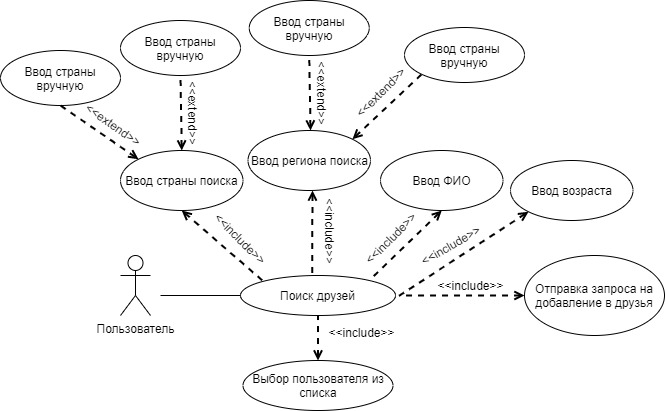 Ввод страны
вручную
Ввод страны
вручную
Ввод страны
вручную
Ввод страны
вручную
<<extend>>
<<extend>>
<<extend>>
<<extend>>
Ввод страны поиска
Ввод региона поиска
Ввод ФИО
Ввод возраста
<<include>>
<<include>>
<<include>>
<<include>>
Пользователь
Поиск друзей
<<include>>
Отправка запроса на
добавление в друзья
<<include>>
Выбор пользователя из
списка